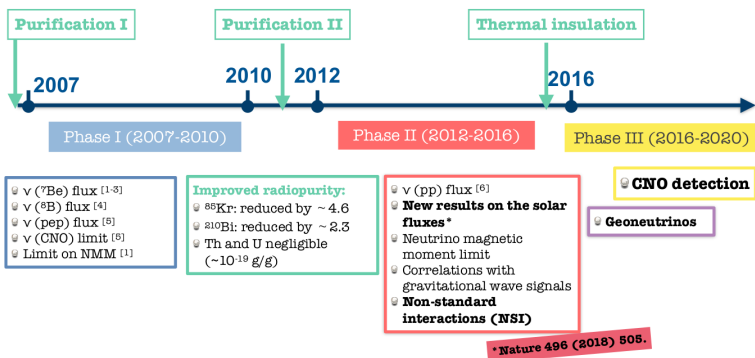 Purification I
Purification II
Thermal insulation
2007
2010
2012
2016
Phase I (2007-2010)
Phase II (2012-2016)
Phase III (2016-2020)
ν (⁷Be) flux [1-3]
ν (⁸B) flux [4]
ν (pep) flux [5]
ν (CNO) limit [5]
Limit on NMM [1]
Improved radiopurity:
⁸⁵Kr: reduced by ~ 4.6
²¹⁰Bi: reduced by ~ 2.3
Th and U negligible
(~10⁻¹⁹ g/g)
ν (pp) flux [6]
New results on the solar
fluxes*
Neutrino magnetic
moment limit
Correlations with
gravitational wave signals
Non-standard
interactions (NSI)
*Nature 496 (2018) 505.
CNO detection
Geoneutrinos